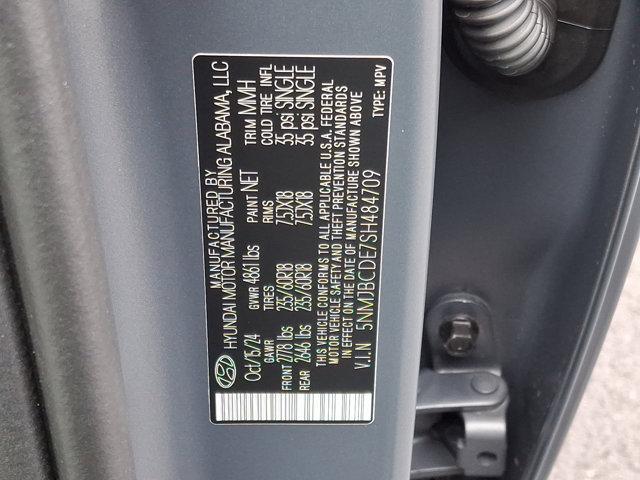 MANUFACTURED BY
HYUNDAI MOTOR MANUFACTURING ALABAMA, LLC
Oct/15/24 GVWR 4861 lbs PAINT NET TRIM MMH
GAWR TIRES RIMS COLD TIRE INFL
FRONT 2778 lbs 235/60R18 7.5JX18 35 psi SINGLE
REAR 2646 lbs 235/60R18 7.5JX18 35 psi SINGLE
THIS VEHICLE CONFORMS TO ALL APPLICABLE U.S.A. FEDERAL
MOTOR VEHICLE SAFETY AND THEFT PREVENTION STANDARDS
IN EFFECT ON THE DATE OF MANUFACTURE SHOWN ABOVE
V.I.N 5NMJBCDE7SH484709 TYPE: MPV